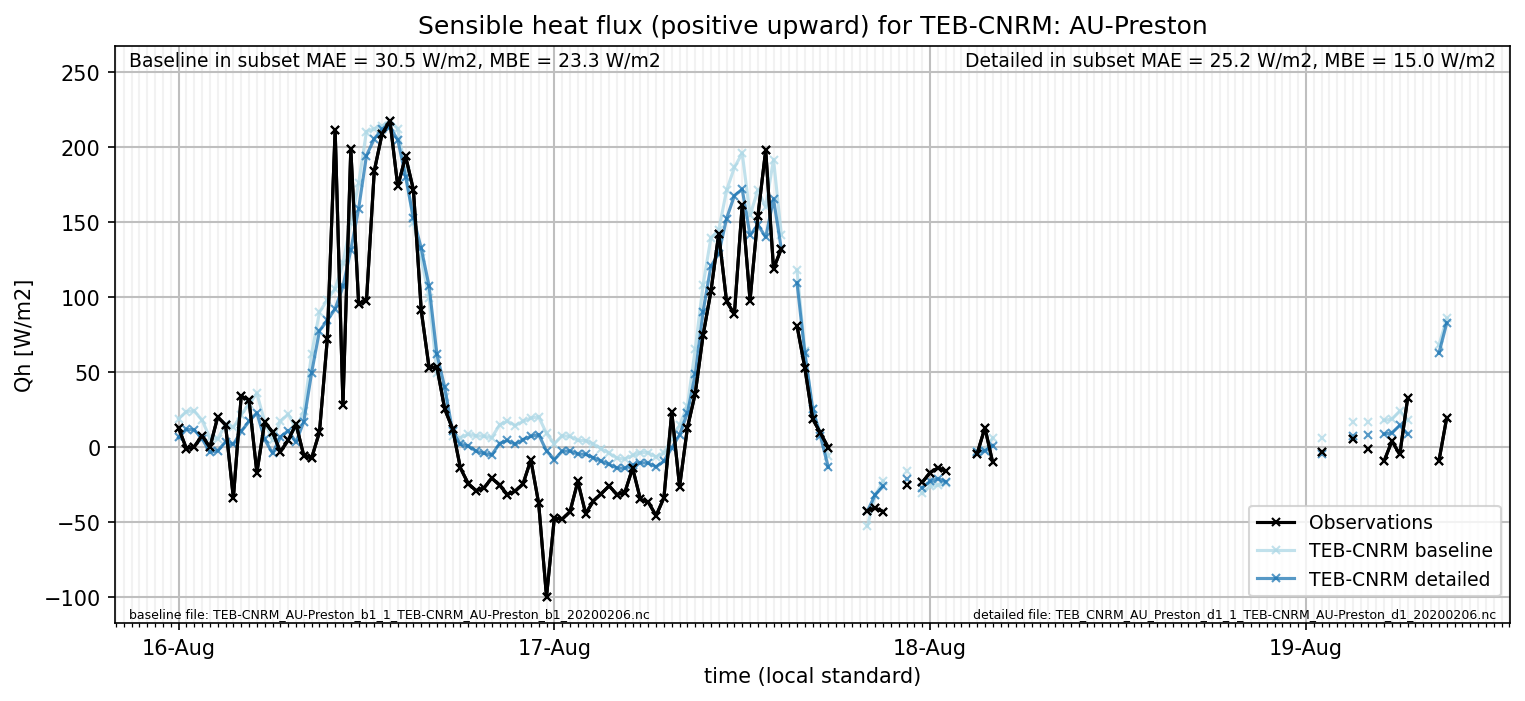 Sensible heat flux (positive upward) for TEB-CNRM: AU-Preston
Baseline in subset MAE = 30.5 W/m2, MBE = 23.3 W/m2
Detailed in subset MAE = 25.2 W/m2, MBE = 15.0 W/m2
250
200
150
100
50
0
−50
−100
Qh [W/m2]
Observations
TEB-CNRM baseline
TEB-CNRM detailed
baseline file: TEB-CNRM_AU-Preston_b1_1_TEB-CNRM_AU-Preston_b1_20200206.nc
detailed file: TEB_CNRM_AU_Preston_d1_1_TEB-CNRM_AU-Preston_d1_20200206.nc
16-Aug
17-Aug
18-Aug
19-Aug
time (local standard)